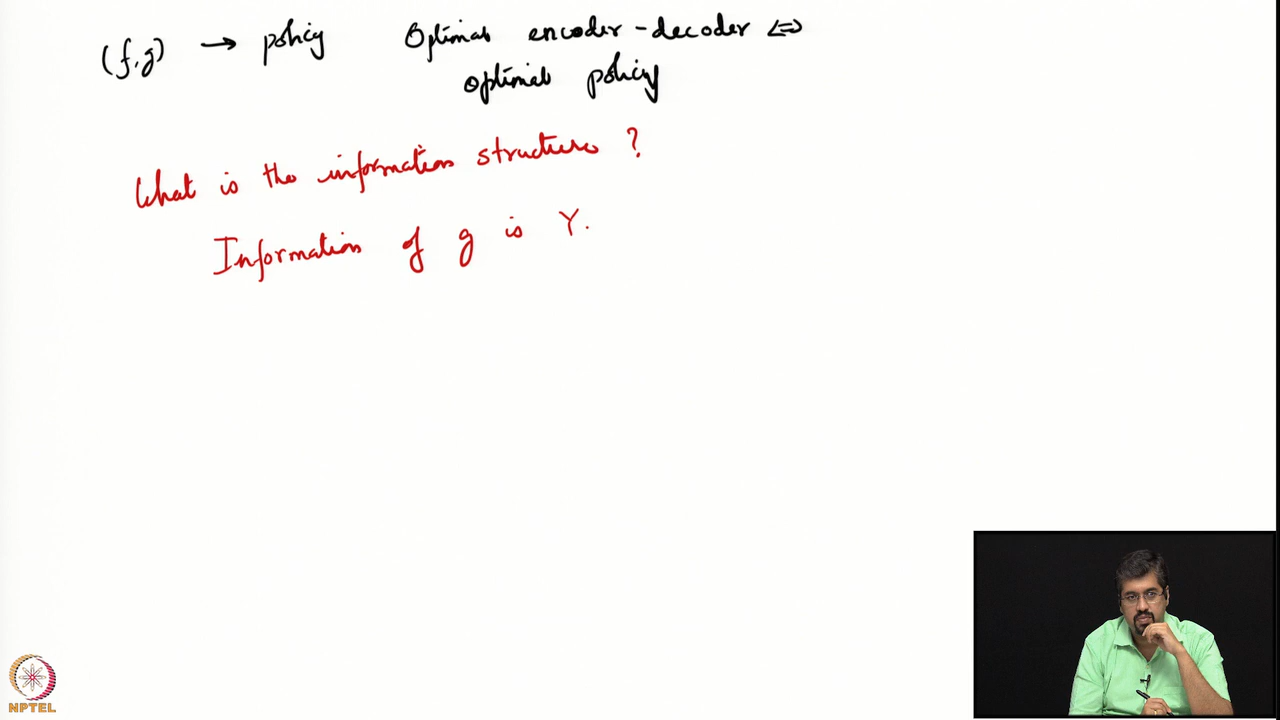 (f,g) → policy Optimal encoder-decoder ⇔
optimal policy
What is the information structure ?
Information of g is Y.
NPTEL